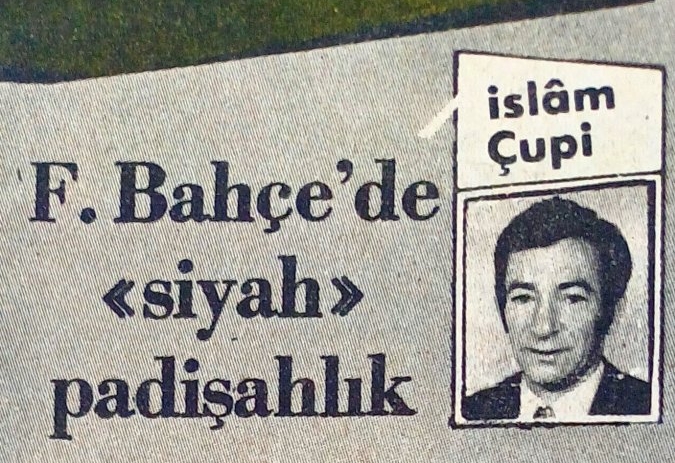 islâm
Çupi
F. Bahçe'de
«siyah»
padişahlık